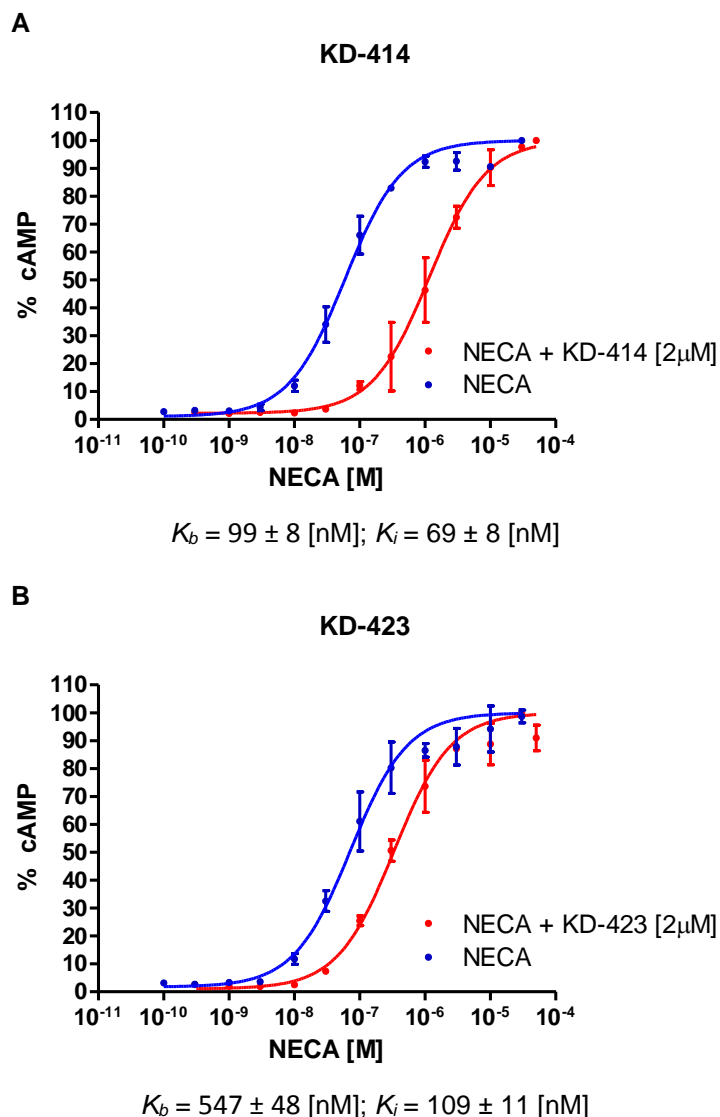 A
KD-414
110
100
90
80
70
60
50
40
30
20
10
0
% cAMP
NECA + KD-414 [2μM]
NECA
10⁻¹¹ 10⁻¹⁰ 10⁻⁹ 10⁻⁸ 10⁻⁷ 10⁻⁶ 10⁻⁵ 10⁻⁴
NECA [M]
K_b = 99 ± 8 [nM]; K_i = 69 ± 8 [nM]
B
KD-423
110
100
90
80
70
60
50
40
30
20
10
0
% cAMP
NECA + KD-423 [2μM]
NECA
10⁻¹¹ 10⁻¹⁰ 10⁻⁹ 10⁻⁸ 10⁻⁷ 10⁻⁶ 10⁻⁵ 10⁻⁴
NECA [M]
K_b = 547 ± 48 [nM]; K_i = 109 ± 11 [nM]